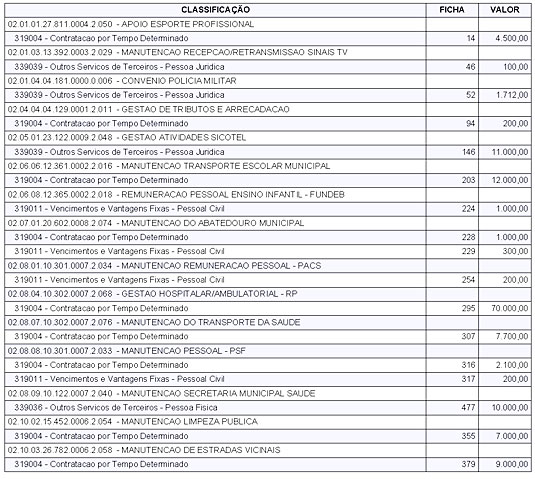 CLASSIFICAÇÃO FICHA VALOR
02.01.01.27.811.0004.2.050 - APOIO ESPORTE PROFISSIONAL
319004 - Contratacao por Tempo Determinado 14 4.500,00
02.01.03.13.392.0003.2.029 - MANUTENCAO RECEPCAO/RETRANSMISSAO SINAIS TV
339039 - Outros Servicos de Terceiros - Pessoa Juridica 46 100,00
02.01.04.04.181.0000.0.006 - CONVENIO POLICIA MILITAR
339039 - Outros Servicos de Terceiros - Pessoa Juridica 52 1.712,00
02.04.04.04.129.0001.2.011 - GESTAO DE TRIBUTOS E ARRECADACAO
319004 - Contratacao por Tempo Determinado 94 200,00
02.05.01.23.122.0009.2.048 - GESTAO ATIVIDADES SICOTEL
339039 - Outros Servicos de Terceiros - Pessoa Juridica 146 11.000,00
02.06.06.12.361.0002.2.016 - MANUTENCAO TRANSPORTE ESCOLAR MUNICIPAL
319004 - Contratacao por Tempo Determinado 203 12.000,00
02.06.08.12.365.0002.2.018 - REMUNERACAO PESSOAL ENSINO INFANTIL - FUNDEB
319011 - Vencimentos e Vantagens Fixas - Pessoal Civil 224 1.000,00
02.07.01.20.602.0008.2.074 - MANUTENCAO DO ABATEDOURO MUNICIPAL
319004 - Contratacao por Tempo Determinado 228 1.000,00
319011 - Vencimentos e Vantagens Fixas - Pessoal Civil 229 300,00
02.08.01.10.301.0007.2.034 - MANUTENCAO REMUNERACAO PESSOAL - PACS
319011 - Vencimentos e Vantagens Fixas - Pessoal Civil 254 200,00
02.08.04.10.302.0007.2.068 - GESTAO HOSPITALAR/AMBULATORIAL - RP
319004 - Contratacao por Tempo Determinado 295 70.000,00
02.08.07.10.302.0007.2.076 - MANUTENCAO DO TRANSPORTE DA SAUDE
319004 - Contratacao por Tempo Determinado 307 7.700,00
02.08.08.10.301.0007.2.033 - MANUTENCAO PESSOAL - PSF
319004 - Contratacao por Tempo Determinado 316 2.100,00
319011 - Vencimentos e Vantagens Fixas - Pessoal Civil 317 200,00
02.08.09.10.122.0007.2.040 - MANUTENCAO SECRETARIA MUNICIPAL SAUDE
339036 - Outros Servicos de Terceiros - Pessoa Fisica 477 10.000,00
02.10.02.15.452.0006.2.054 - MANUTENCAO LIMPEZA PUBLICA
319004 - Contratacao por Tempo Determinado 355 7.000,00
02.10.03.26.782.0006.2.058 - MANUTENCAO DE ESTRADAS VICINAIS
319004 - Contratacao por Tempo Determinado 379 9.000,00